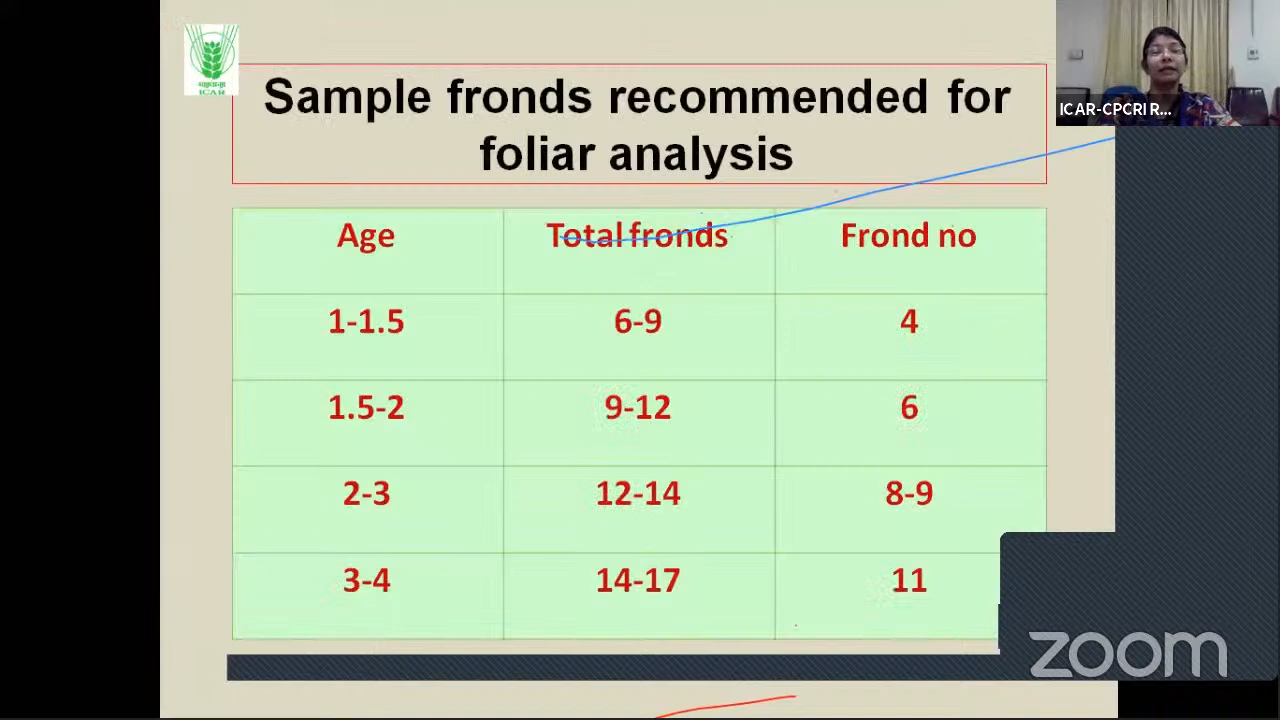 ICAR
Sample fronds recommended for
foliar analysis
ICAR-CPCRI R...
Age Total fronds Frond no
1-1.5 6-9 4
1.5-2 9-12 6
2-3 12-14 8-9
3-4 14-17 11
zoom